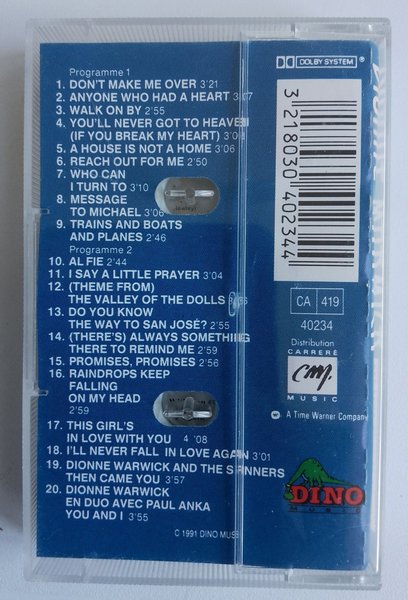 Programme 1
1. DON'T MAKE ME OVER 3'21
2. ANYONE WHO HAD A HEART 3'07
3. WALK ON BY 2'55
4. YOU'LL NEVER GOT TO HEAVEN
(IF YOU BREAK MY HEART)
5. A HOUSE IS NOT A HOME 3'06
6. REACH OUT FOR ME 2'50
7. WHO CAN
I TURN TO 3'10
8. MESSAGE
TO MICHAEL 3'06
9. TRAINS AND BOATS
AND PLANES 2'46
Programme 2
10. ALFIE 2'44
11. I SAY A LITTLE PRAYER 3'04
12. (THEME FROM)
THE VALLEY OF THE DOLLS
13. DO YOU KNOW
THE WAY TO SAN JOSÉ? 2'55
14. (THERE'S) ALWAYS SOMETHING
THERE TO REMIND ME 2'59
15. PROMISES, PROMISES 2'56
16. RAINDROPS KEEP
FALLING
ON MY HEAD
2'59
17. THIS GIRL'S
IN LOVE WITH YOU 4'08
18. I'LL NEVER FALL IN LOVE AGAIN 3'01
19. DIONNE WARWICK AND THE SPINNERS
THEN CAME YOU 3'57
20. DIONNE WARWICK
EN DUO AVEC PAUL ANKA
YOU AND I 3'55
© 1991 DINO MUSIC
DOLBY SYSTEM ®
3 218030 402344
CA 419
40234
Distribution
CARRERE
CM.
MUSIC
A Time Warner Company
DINO
MUSIC